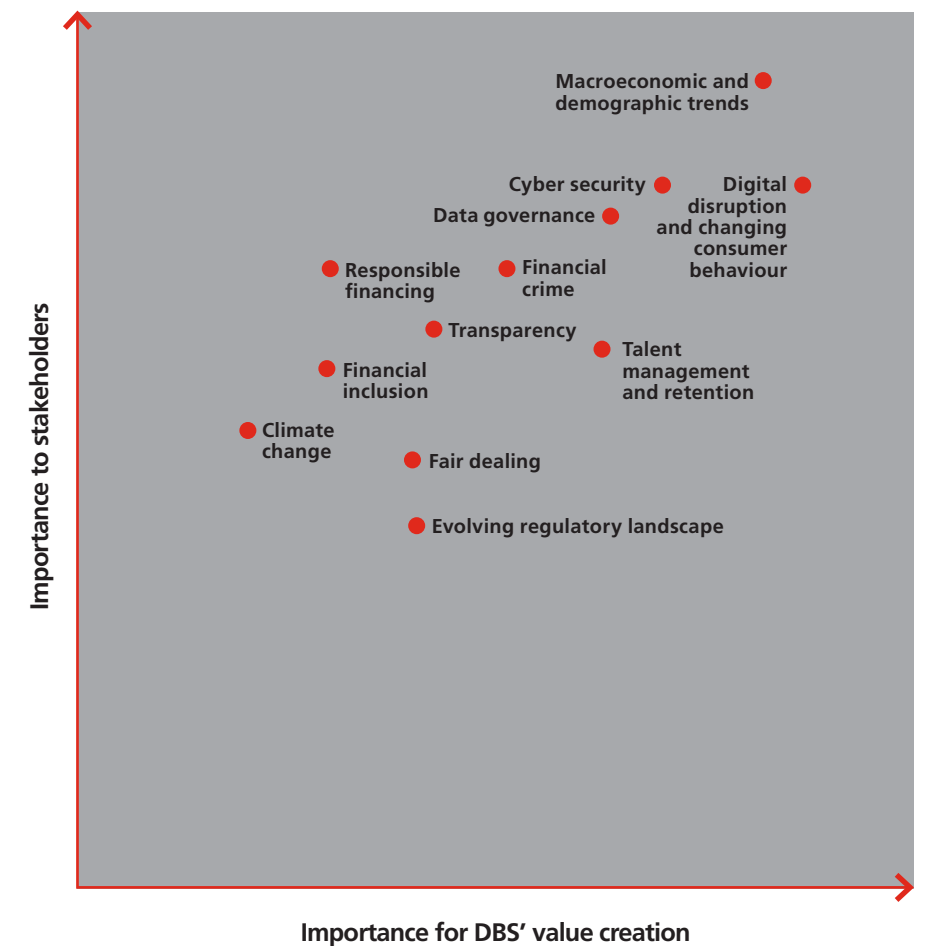 Macroeconomic and
demographic trends
Cyber security
Digital
disruption
and changing
consumer
behaviour
Data governance
Responsible
financing
Financial
crime
Transparency
Talent
management
and retention
Financial
inclusion
Climate
change
Fair dealing
Evolving regulatory landscape
Importance to stakeholders
Importance for DBS’ value creation